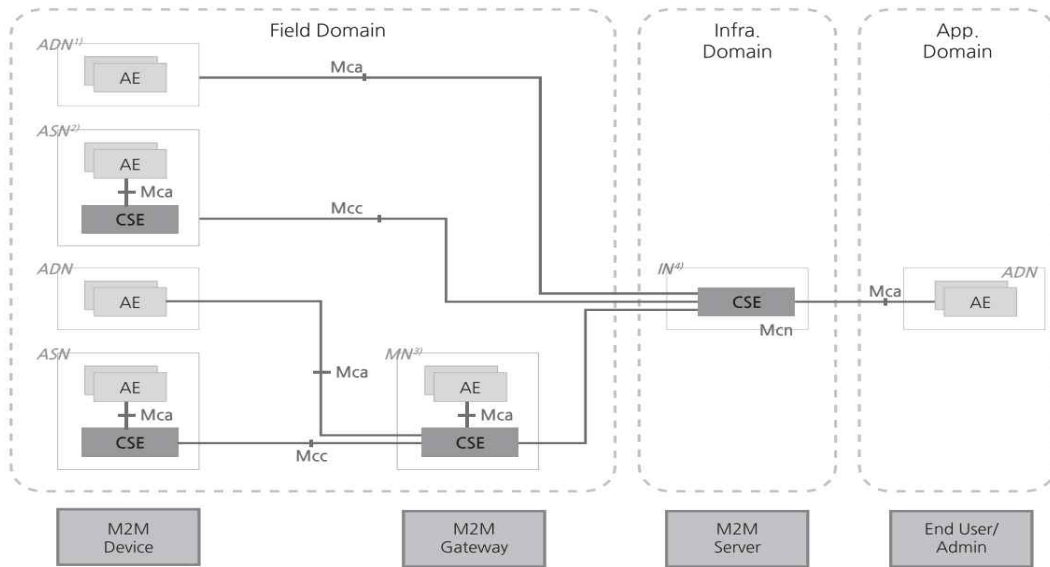 Field Domain
Infra.
Domain
App.
Domain
ADN¹⁾
AE
Mca
ASN²⁾
AE
Mca
CSE
Mcc
ADN
AE
Mca
ASN
AE
Mca
CSE
Mcc
MN³⁾
AE
Mca
CSE
IN⁴⁾
CSE
Mcn
Mca
ADN
AE
M2M
Device
M2M
Gateway
M2M
Server
End User/
Admin